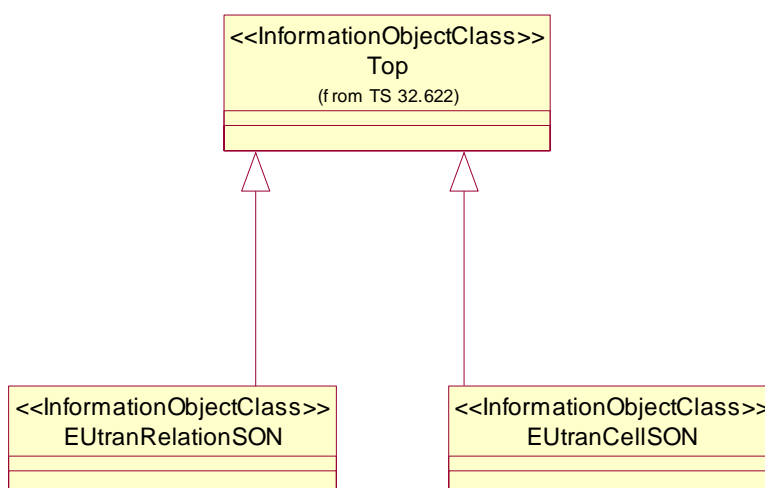 <<InformationObjectClass>>
Top
(from TS 32.622)
<<InformationObjectClass>>
EUtranRelationSON
<<InformationObjectClass>>
EUtranCellSON